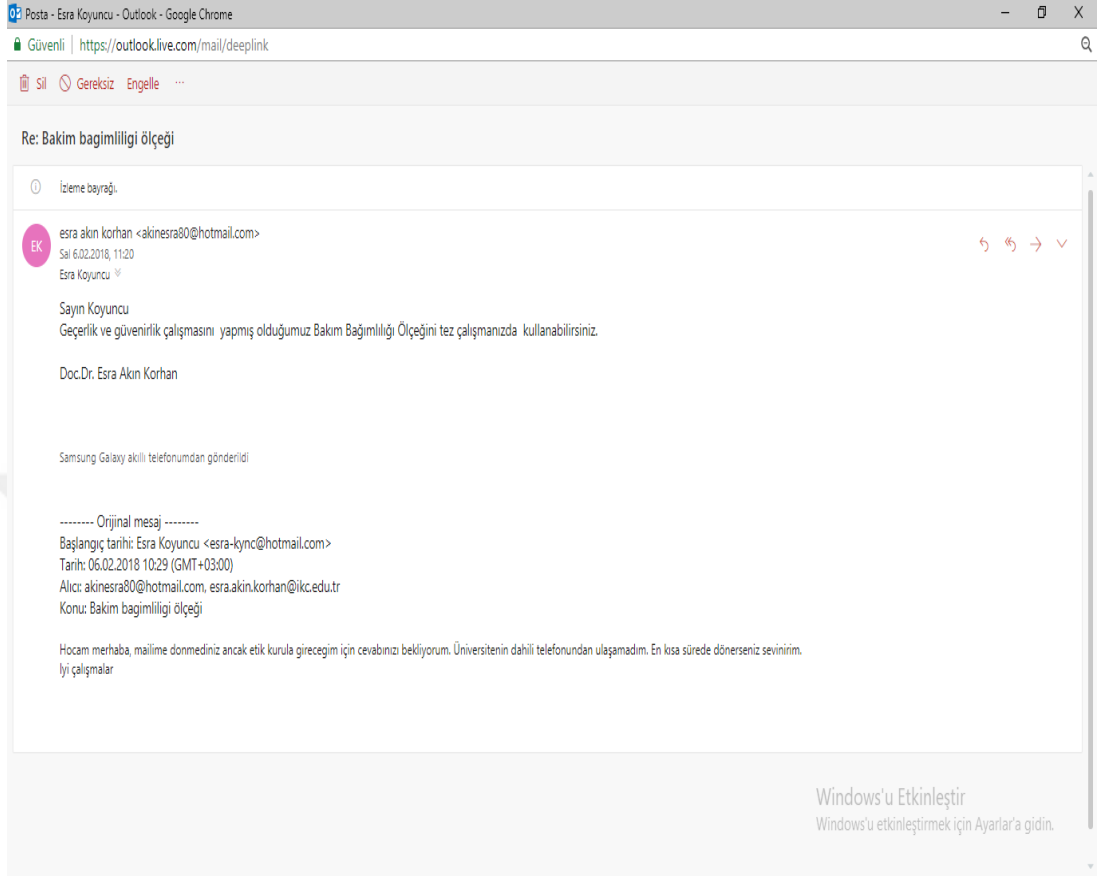 Posta - Esra Koyuncu - Outlook - Google Chrome
Güvenli | https://outlook.live.com/mail/deeplink
Sil Gereksiz Engelle ...
Re: Bakim bagimliligi ölçeği
İzleme bayrağı.
EK
esra akın korhan <akinesra80@hotmail.com>
Sal 6.02.2018, 11:20
Esra Koyuncu
Sayın Koyuncu
Geçerlik ve güvenirlik çalışmasını yapmış olduğumuz Bakım Bağımlılığı Ölçeğini tez çalışmanızda kullanabilirsiniz.
Doc.Dr. Esra Akın Korhan
Samsung Galaxy akıllı telefonumdan gönderildi
-------- Orijinal mesaj --------
Başlangıç tarihi: Esra Koyuncu <esra-kync@hotmail.com>
Tarih: 06.02.2018 10:29 (GMT+03:00)
Alıcı: akinesra80@hotmail.com, esra.akin.korhan@ikc.edu.tr
Konu: Bakim bagimliligi ölçeği
Hocam merhaba, mailime donmediniz ancak etik kurula girecegim için cevabınızı bekliyorum. Üniversitenin dahili telefonundan ulaşamadım. En kısa sürede dönerseniz sevinirim.
Iyi çalışmalar
Windows'u Etkinleştir
Windows'u etkinleştirmek için Ayarlar'a gidin.